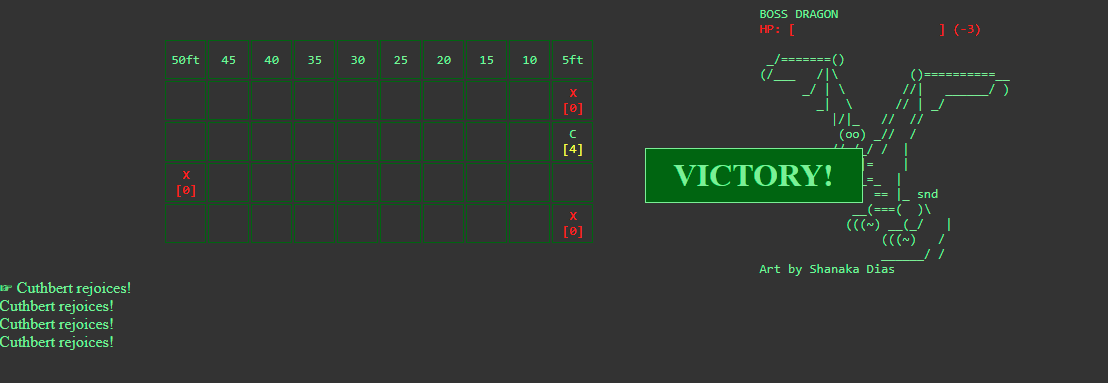 BOSS DRAGON
HP: [                    ] (-3)
50ft 45 40 35 30 25 20 15 10 5ft
X
[0]
C
[4]
X
[0]
X
[0]
VICTORY!
snd
Art by Shanaka Dias
☞ Cuthbert rejoices!
Cuthbert rejoices!
Cuthbert rejoices!
Cuthbert rejoices!